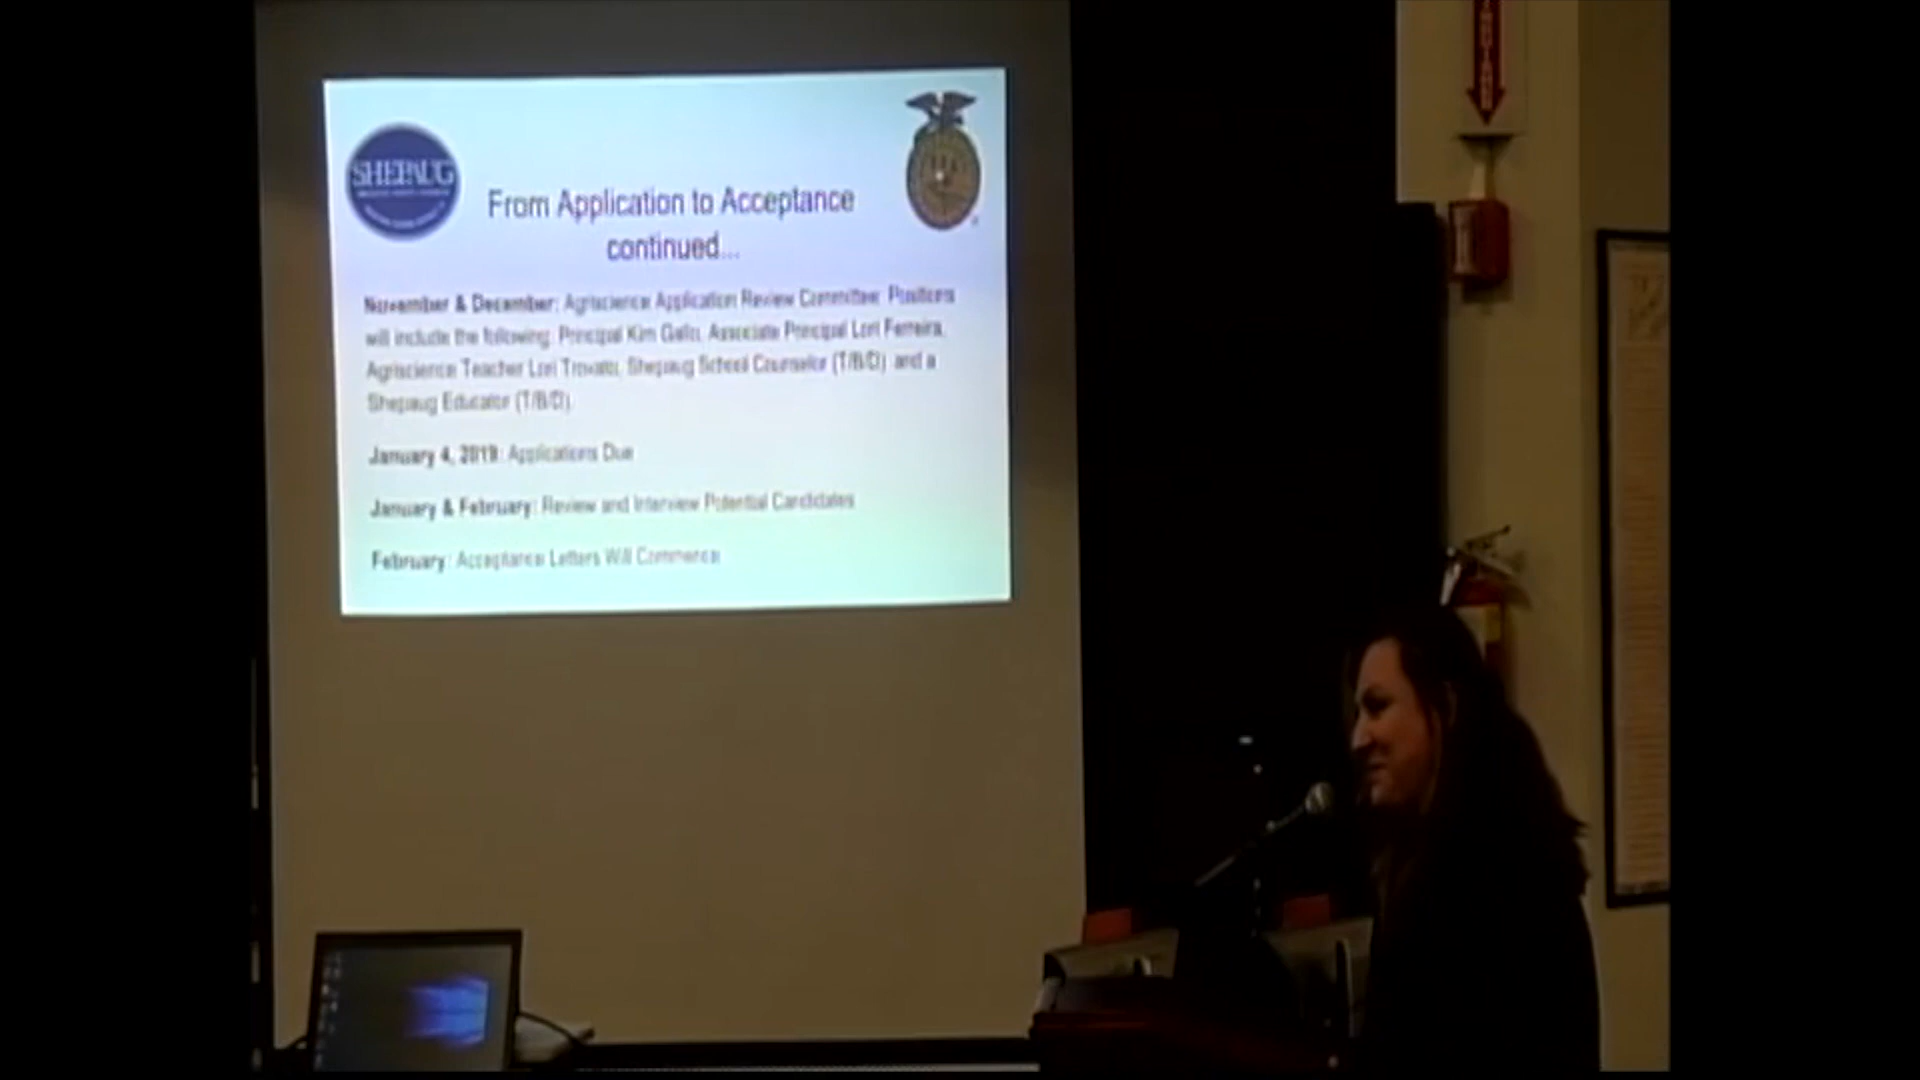 SHEPAUG
From Application to Acceptance
continued...
November & December: Agriscience Application Review Committee: Positions
will include the following: Principal Kim Gallo, Associate Principal Lori Ferreira,
Agriscience Teacher Lori Trovato, Shepaug School Counselor (T/B/D) and a
Shepaug Educator (T/B/D).
January 4, 2019: Applications Due
January & February: Review and Interview Potential Candidates
February: Acceptance Letters Will Commence